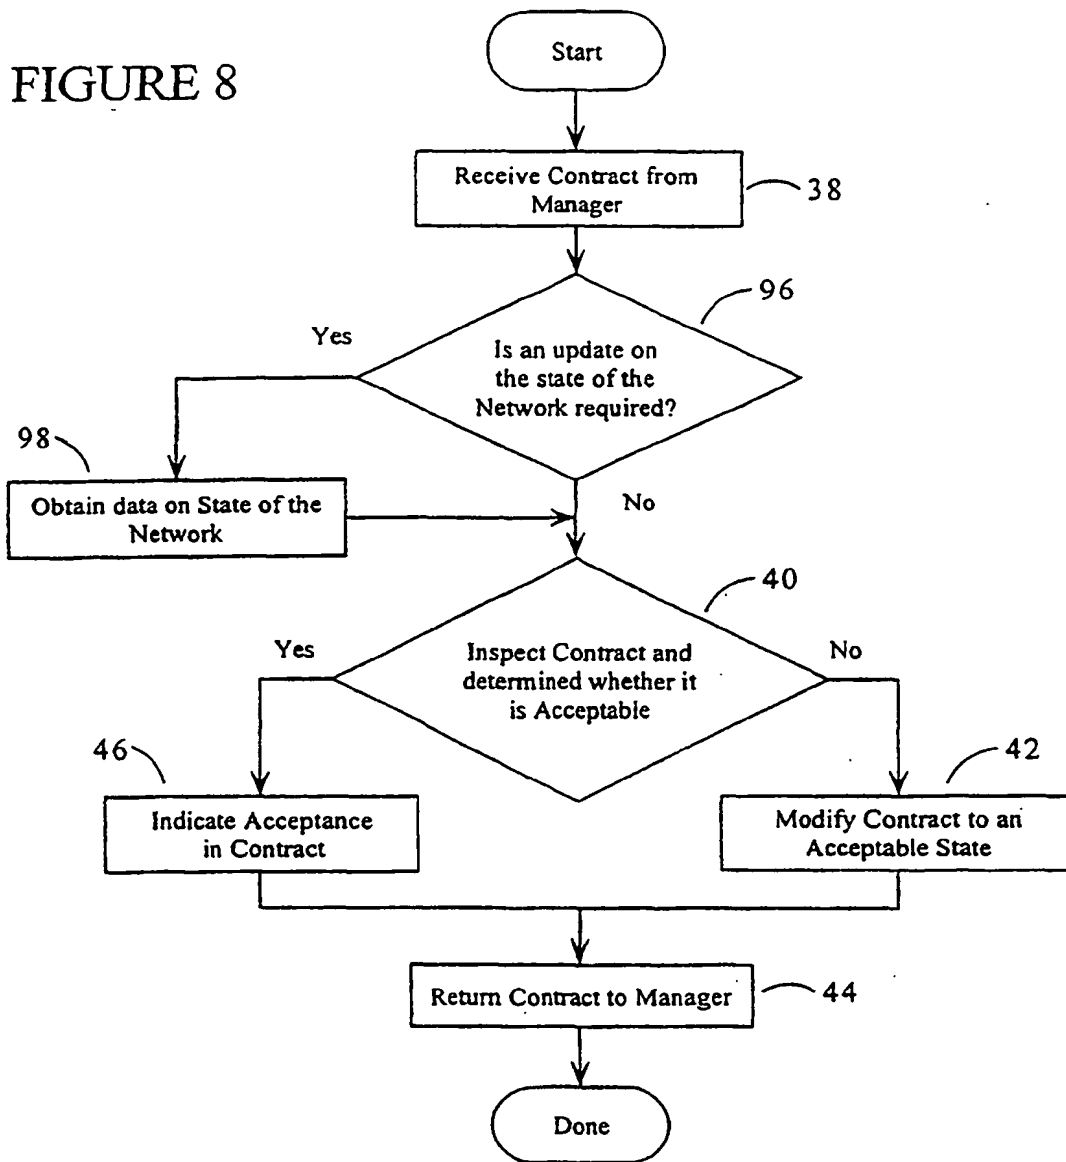 FIGURE 8
Start
Receive Contract from
Manager
38
96
Yes
Is an update on
the state of the
Network required?
98
Obtain data on State of the
Network
No
40
Yes
Inspect Contract and
determined whether it
is Acceptable
No
46
42
Indicate Acceptance
in Contract
Modify Contract to an
Acceptable State
Return Contract to Manager
44
Done